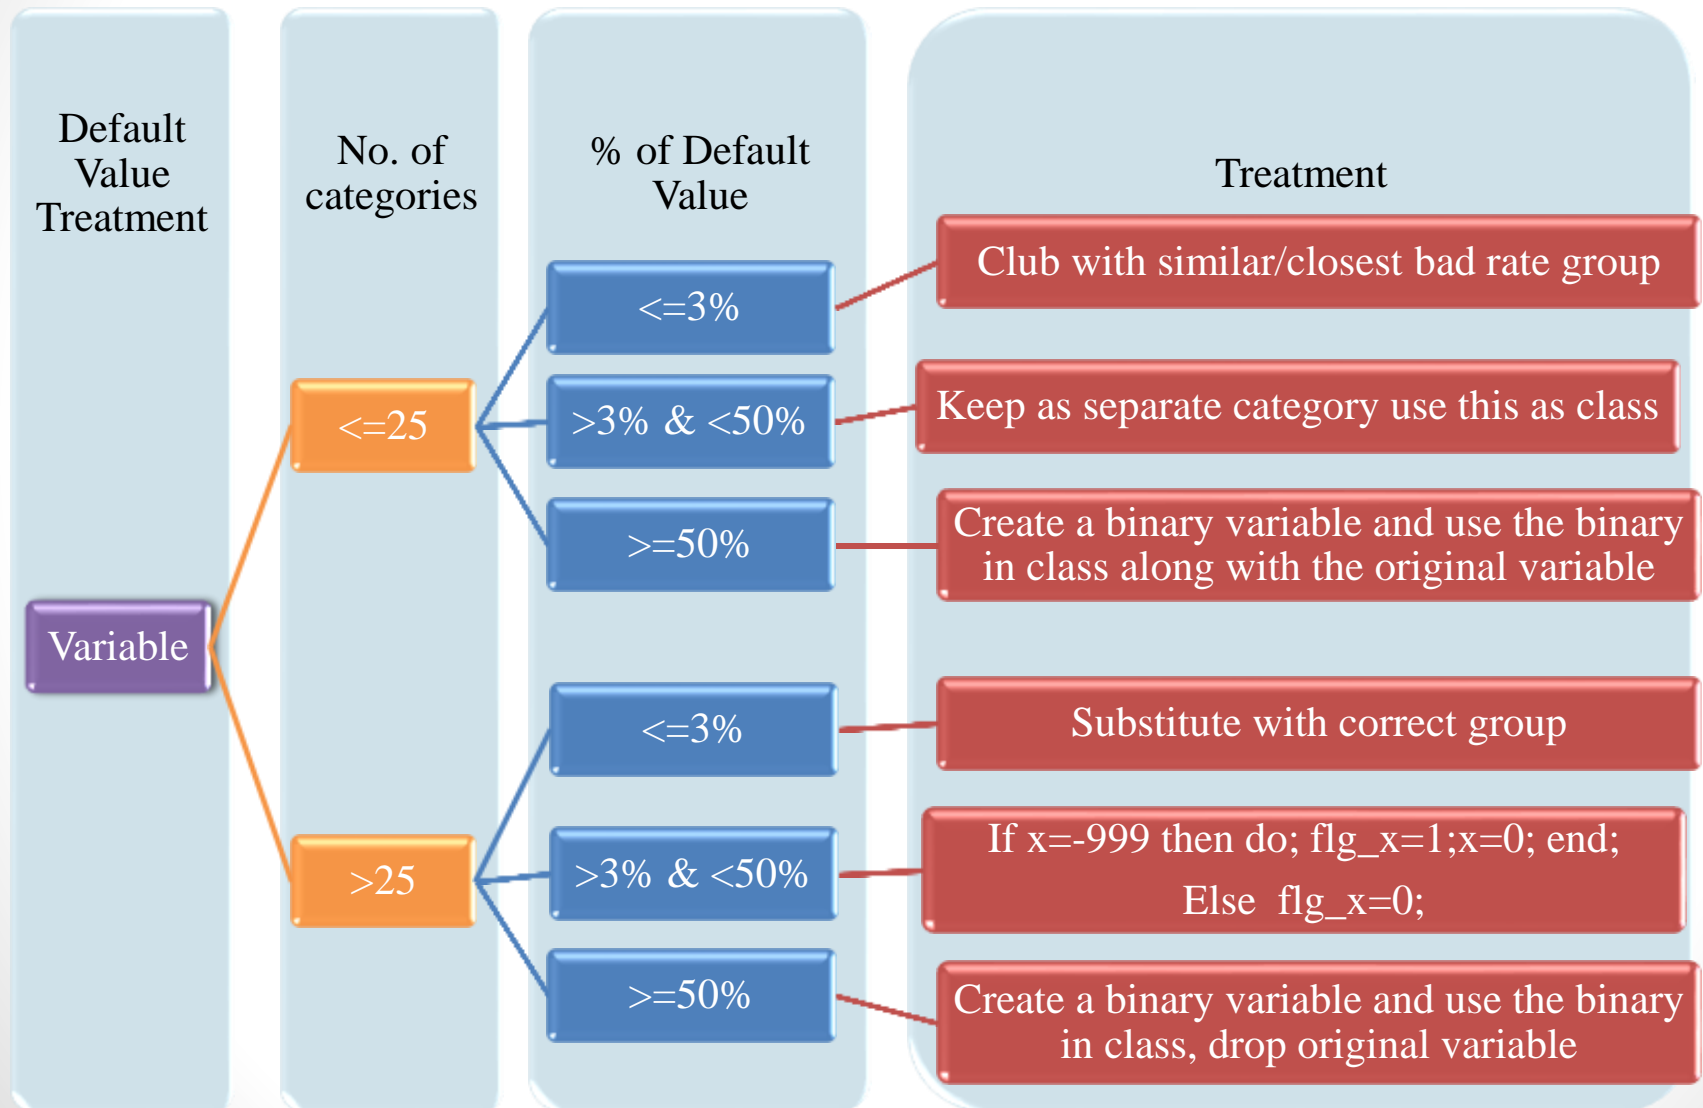 Default
Value
Treatment
No. of
categories
% of Default
Value
Treatment
Variable
<=25
<=3%
Club with similar/closest bad rate group
>3% & <50%
Keep as separate category use this as class
>=50%
Create a binary variable and use the binary
in class along with the original variable
>25
<=3%
Substitute with correct group
>3% & <50%
If x=-999 then do; flg_x=1;x=0; end;
Else flg_x=0;
>=50%
Create a binary variable and use the binary
in class, drop original variable